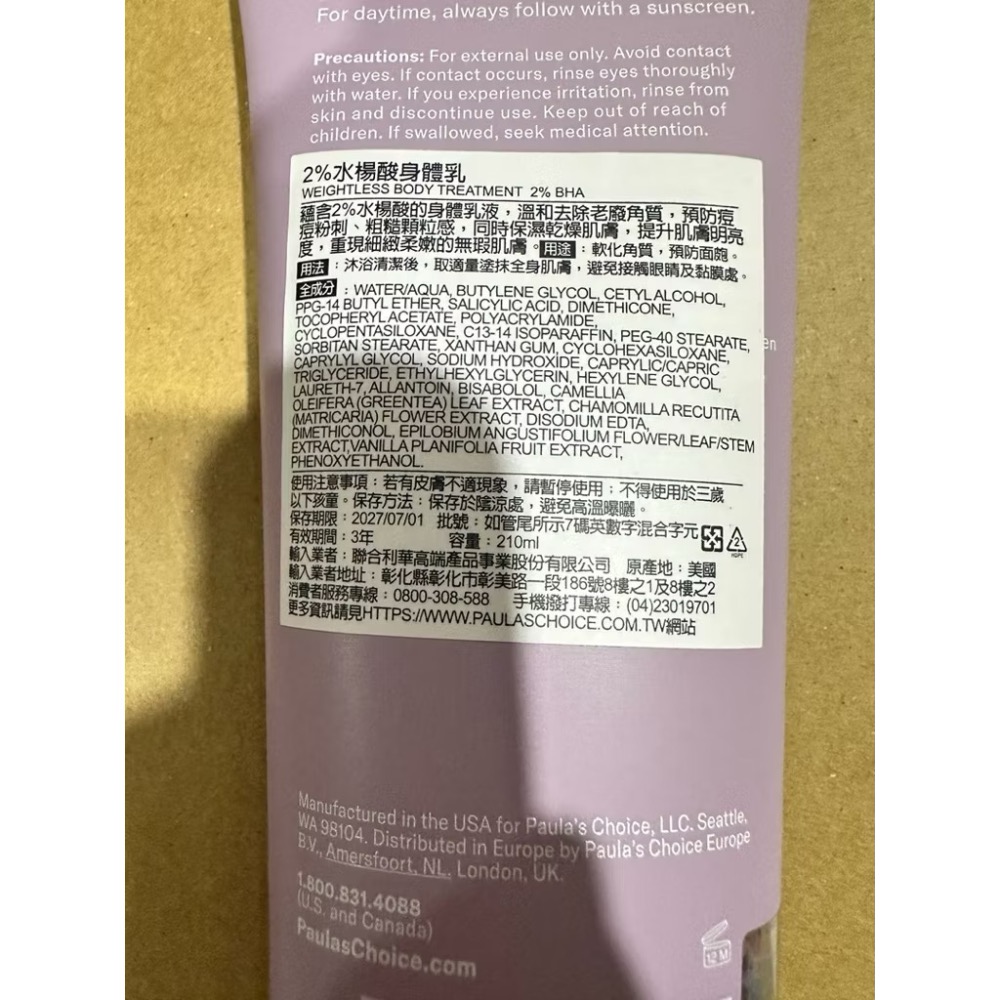 For daytime, always follow with a sunscreen.
Precautions: For external use only. Avoid contact
with eyes. If contact occurs, rinse eyes thoroughly
with water. If you experience irritation, rinse from
skin and discontinue use. Keep out of reach of
children. If swallowed, seek medical attention.
2%水楊酸身體乳
WEIGHTLESS BODY TREATMENT 2% BHA
蘊含2%水楊酸的身體乳液，溫和去除老廢角質，預防痘
痘粉刺、粗糙顆粒感，同時保濕乾燥肌膚，提升肌膚明亮
度，重現細緻柔嫩的無瑕肌膚。用途：軟化角質，預防面皰。
用法：沐浴清潔後，取適量塗抹全身肌膚，避免接觸眼睛及黏膜處。
全成分：WATER/AQUA, BUTYLENE GLYCOL, CETYL ALCOHOL,
PPG-14 BUTYL ETHER, SALICYLIC ACID, DIMETHICONE,
TOCOPHERYL ACETATE, POLYACRYLAMIDE,
CYCLOPENTASILOXANE, C13-14 ISOPARAFFIN, PEG-40 STEARATE,
SORBITAN STEARATE, XANTHAN GUM, CYCLOHEXASILOXANE,
CAPRYLYL GLYCOL, SODIUM HYDROXIDE, CAPRYLIC/CAPRIC
TRIGLYCERIDE, ETHYLHEXYLGLYCERIN, HEXYLENE GLYCOL,
LAURETH-7, ALLANTOIN, BISABOLOL, CAMELLIA
OLEIFERA (GREENTEA) LEAF EXTRACT, CHAMOMILLA RECUTITA
(MATRICARIA) FLOWER EXTRACT, DISODIUM EDTA,
DIMETHICONOL, EPILOBIUM ANGUSTIFOLIUM FLOWER/LEAF/STEM
EXTRACT,VANILLA PLANIFOLIA FRUIT EXTRACT,
PHENOXYETHANOL.
使用注意事項：若有皮膚不適現象，請暫停使用；不得使用於三歲
以下孩童。保存方法：保存於陰涼處，避免高溫曝曬。
保存期限：2027/07/01 批號：如管尾所示7碼英數字混合字元
有效期間：3年 容量：210ml
2
HDPE
輸入業者：聯合利華高端產品事業股份有限公司 原產地：美國
輸入業者地址：彰化縣彰化市彰美路一段186號8樓之1及8樓之2
消費者服務專線：0800-308-588 手機撥打專線：(04)23019701
更多資訊請見HTTPS://WWW.PAULASCHOICE.COM.TW網站
en
Manufactured in the USA for Paula's Choice, LLC. Seattle,
WA 98104. Distributed in Europe by Paula's Choice Europe
B.V., Amersfoort, NL. London, UK.
1.800.831.4088
(U.S. and Canada)
PaulasChoice.com
12 M